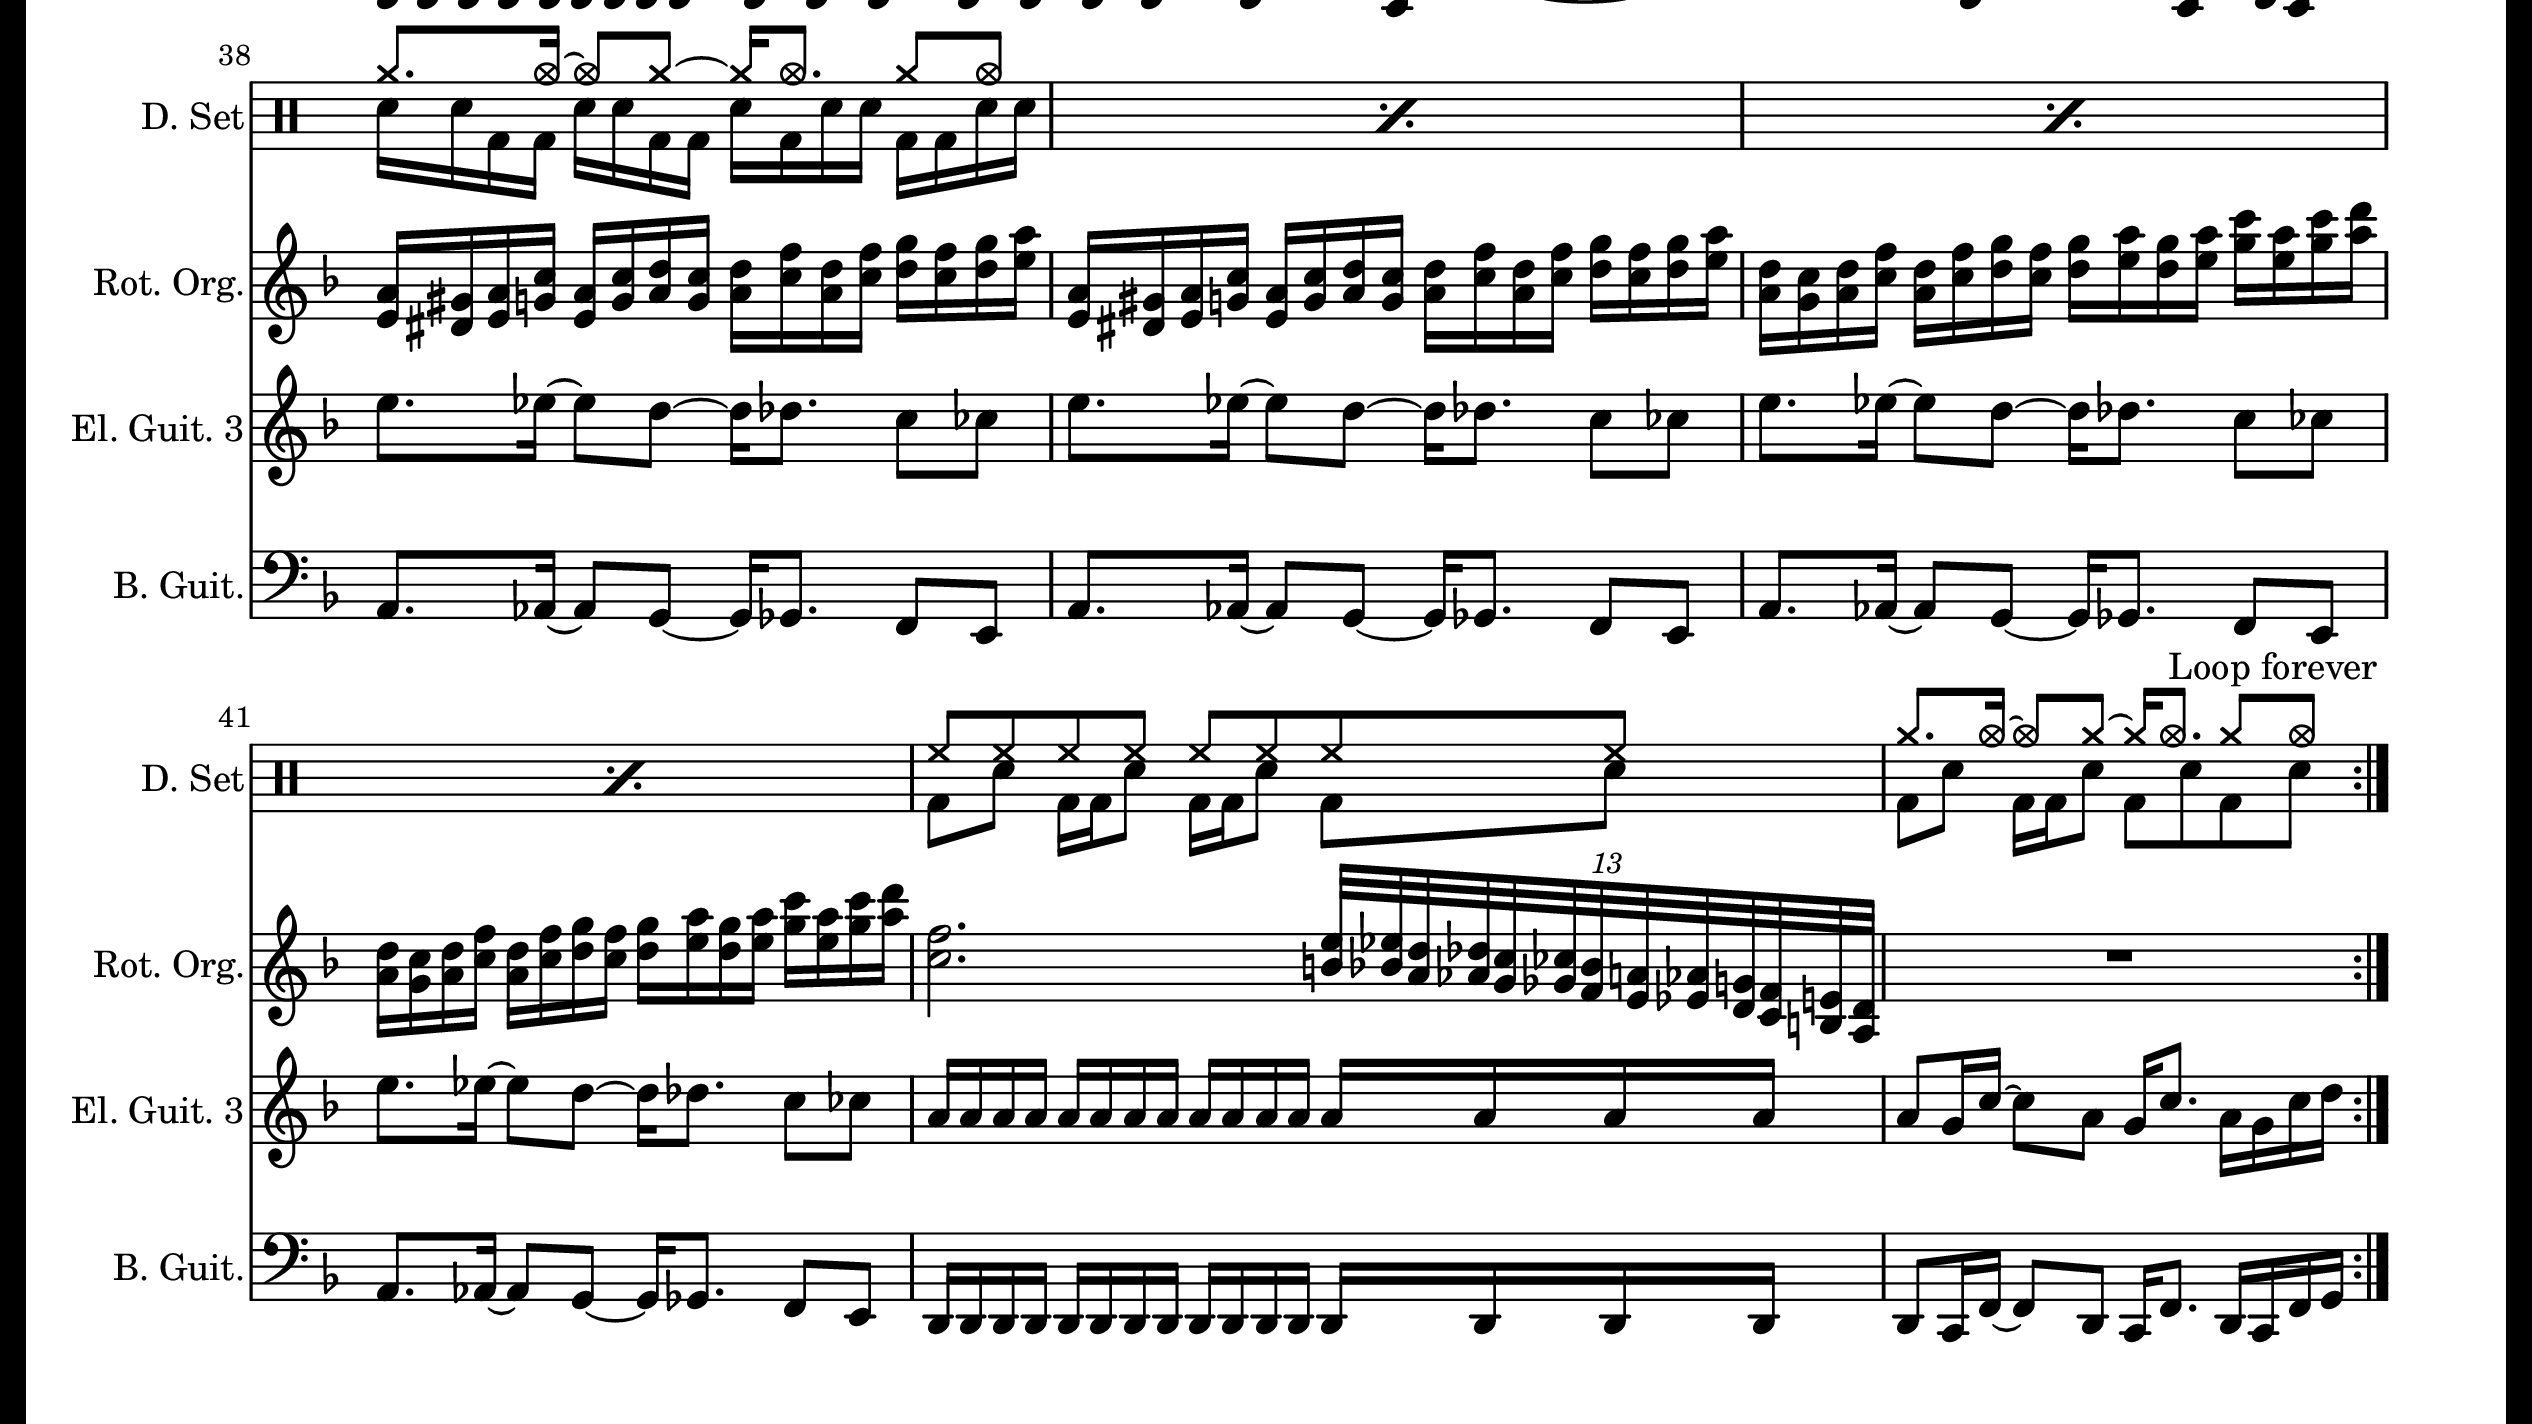 38
D. Set
Rot. Org.
El. Guit. 3
B. Guit.
Loop forever
41
D. Set
13
Rot. Org.
El. Guit. 3
B. Guit.